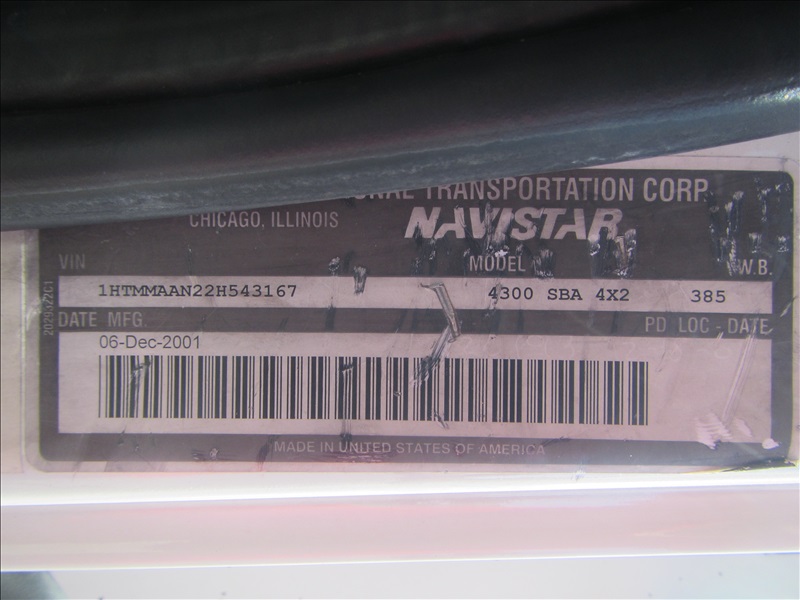 TRANSPORTATION CORP
CHICAGO, ILLINOIS NAVISTAR
VIN MODEL W.B.
1HTMMAAN22H543167 4300 SBA 4X2 385
DATE MFG. PD LOC - DATE
06-Dec-2001
MADE IN UNITED STATES OF AMERICA